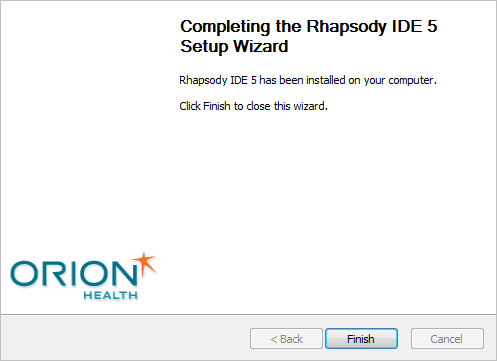 Completing the Rhapsody IDE 5
Setup Wizard
Rhapsody IDE 5 has been installed on your computer.
Click Finish to close this wizard.
ORION
HEALTH
< Back
Finish
Cancel